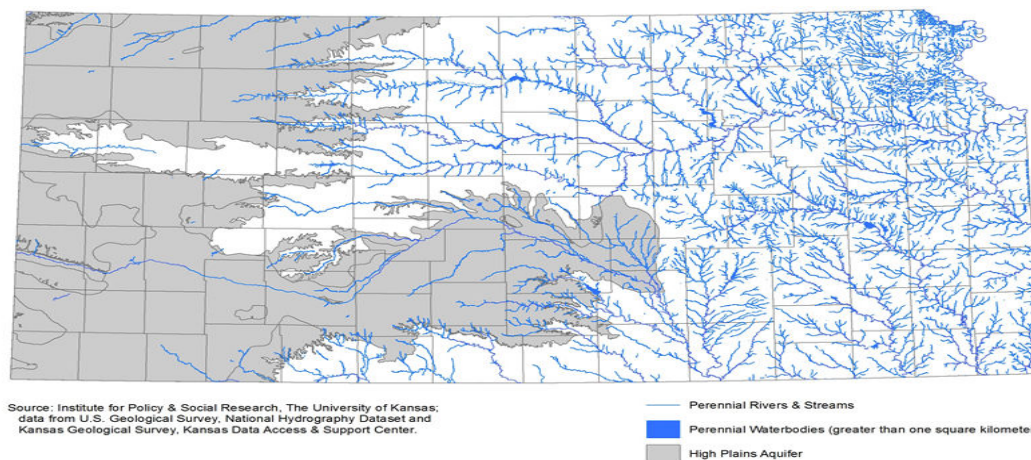 Source: Institute for Policy & Social Research, The University of Kansas;
data from U.S. Geological Survey, National Hydrography Dataset and
Kansas Geological Survey, Kansas Data Access & Support Center.
Perennial Rivers & Streams
Perennial Waterbodies (greater than one square kilomete
High Plains Aquifer